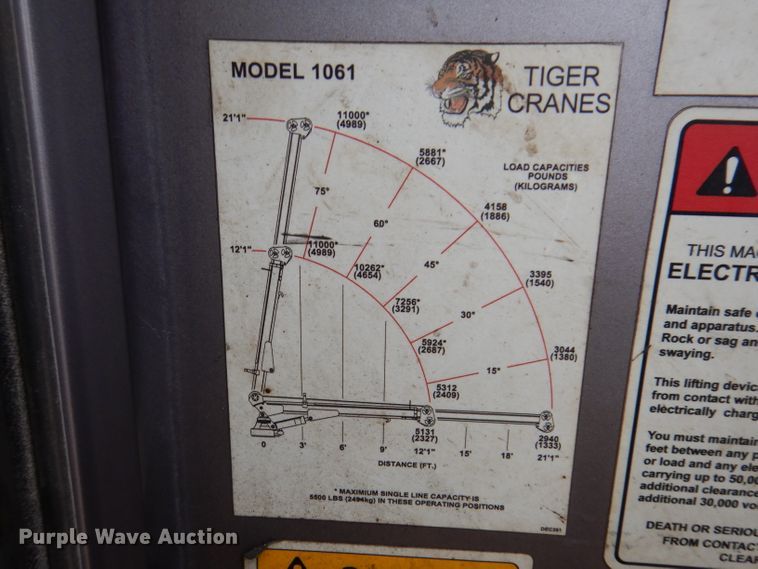 MODEL 1061
TIGER
CRANES
21'1"
11000*
(4989)
5881*
(2667)
LOAD CAPACITIES
POUNDS
(KILOGRAMS)
75°
60°
4158
(1886)
12'1"
11000*
(4989)
10262*
(4654)
45°
3395
(1540)
7256*
(3291)
30°
5924*
(2687)
3044
(1380)
15°
5312
(2409)
5131
(2327)
2940
(1333)
0 3' 6' 9' 12'1" 15' 18' 21'1"
DISTANCE (FT.)
* MAXIMUM SINGLE LINE CAPACITY IS
5500 LBS (2494kg) IN THESE OPERATING POSITIONS
THIS MA
ELECTR
Maintain safe
and apparatus.
Rock or sag an
swaying.
This lifting devic
from contact with
electrically charg
You must maintain
feet between any p
or load and any ele
carrying up to 50,00
additional clearance
additional 30,000 vo
DEATH OR SERIOU
FROM CONTACT
CLEAR
Purple Wave Auction